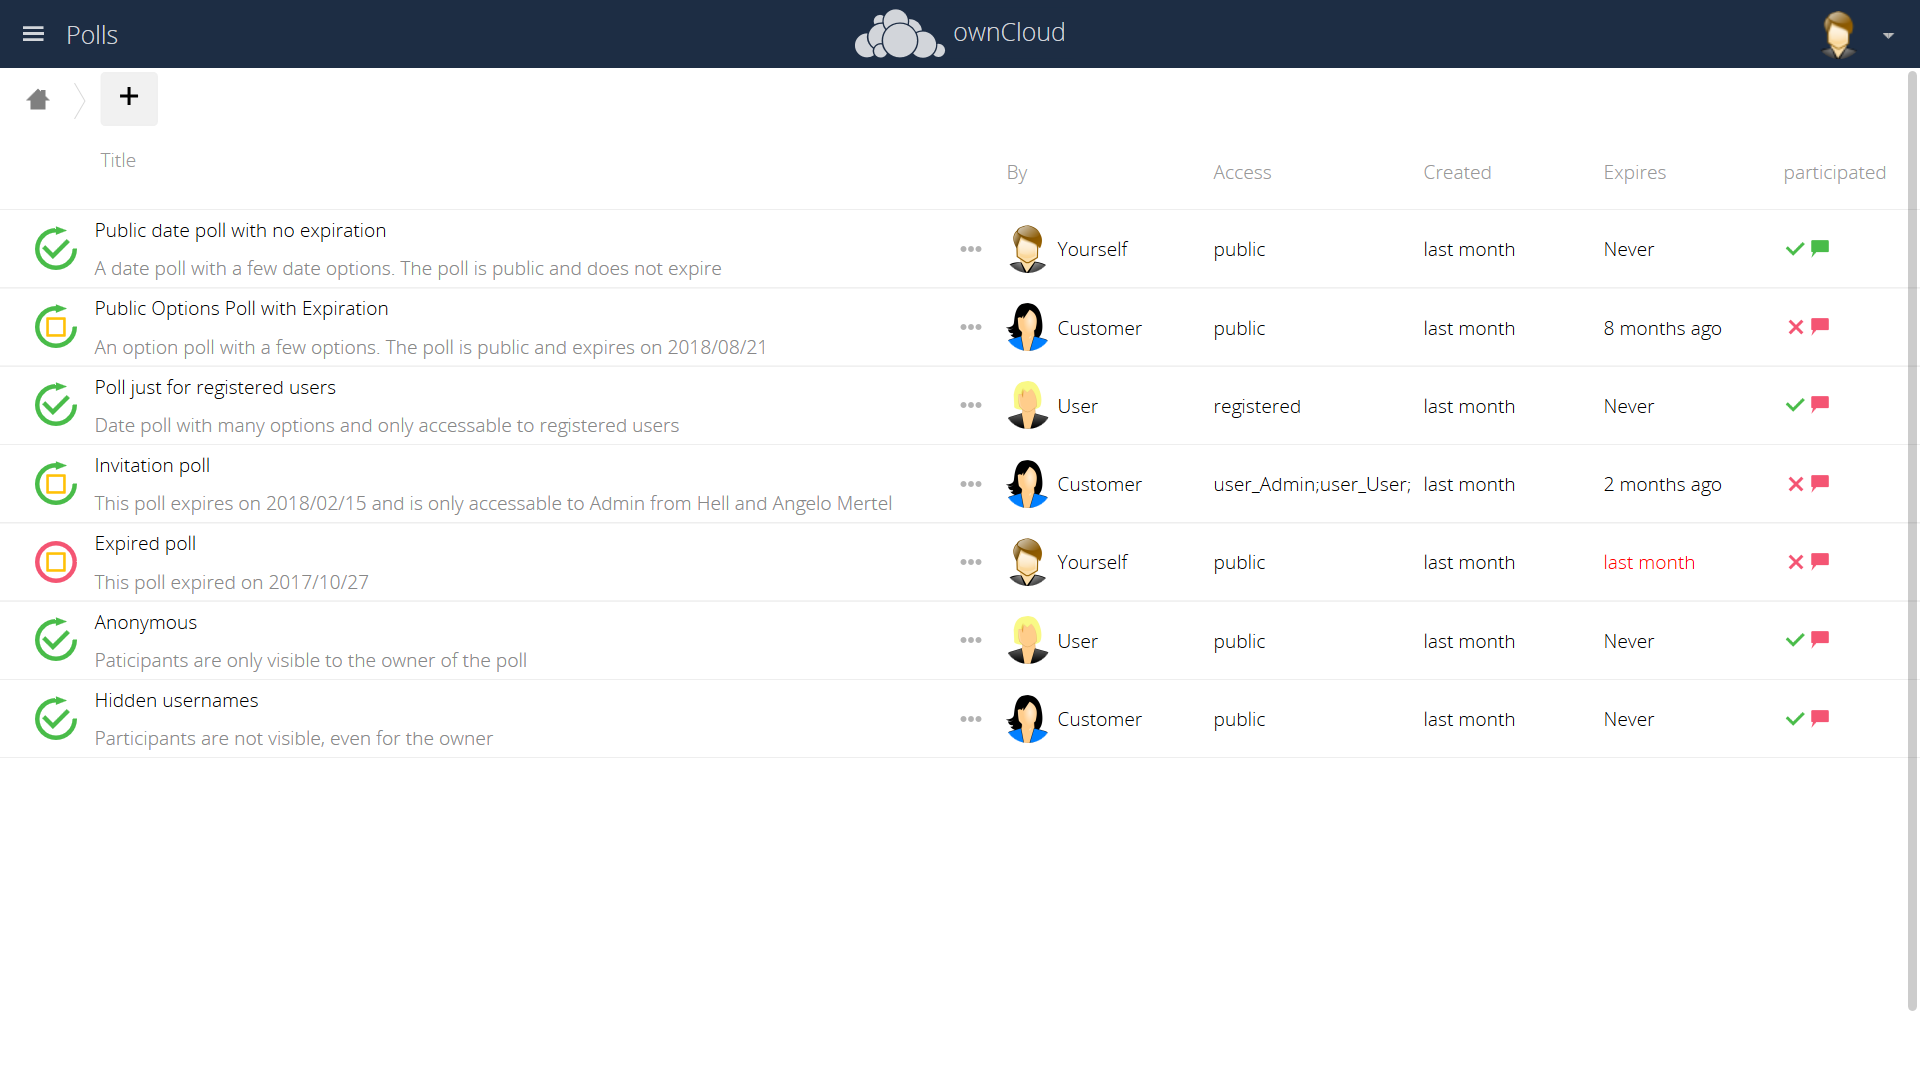 Polls
ownCloud
+
Title By Access Created Expires participated
Public date poll with no expiration
A date poll with a few date options. The poll is public and does not expire
••• Yourself public last month Never
Public Options Poll with Expiration
An option poll with a few options. The poll is public and expires on 2018/08/21
••• Customer public last month 8 months ago
Poll just for registered users
Date poll with many options and only accessable to registered users
••• User registered last month Never
Invitation poll
This poll expires on 2018/02/15 and is only accessable to Admin from Hell and Angelo Mertel
••• Customer user_Admin;user_User; last month 2 months ago
Expired poll
This poll expired on 2017/10/27
••• Yourself public last month last month
Anonymous
Paticipants are only visible to the owner of the poll
••• User public last month Never
Hidden usernames
Participants are not visible, even for the owner
••• Customer public last month Never